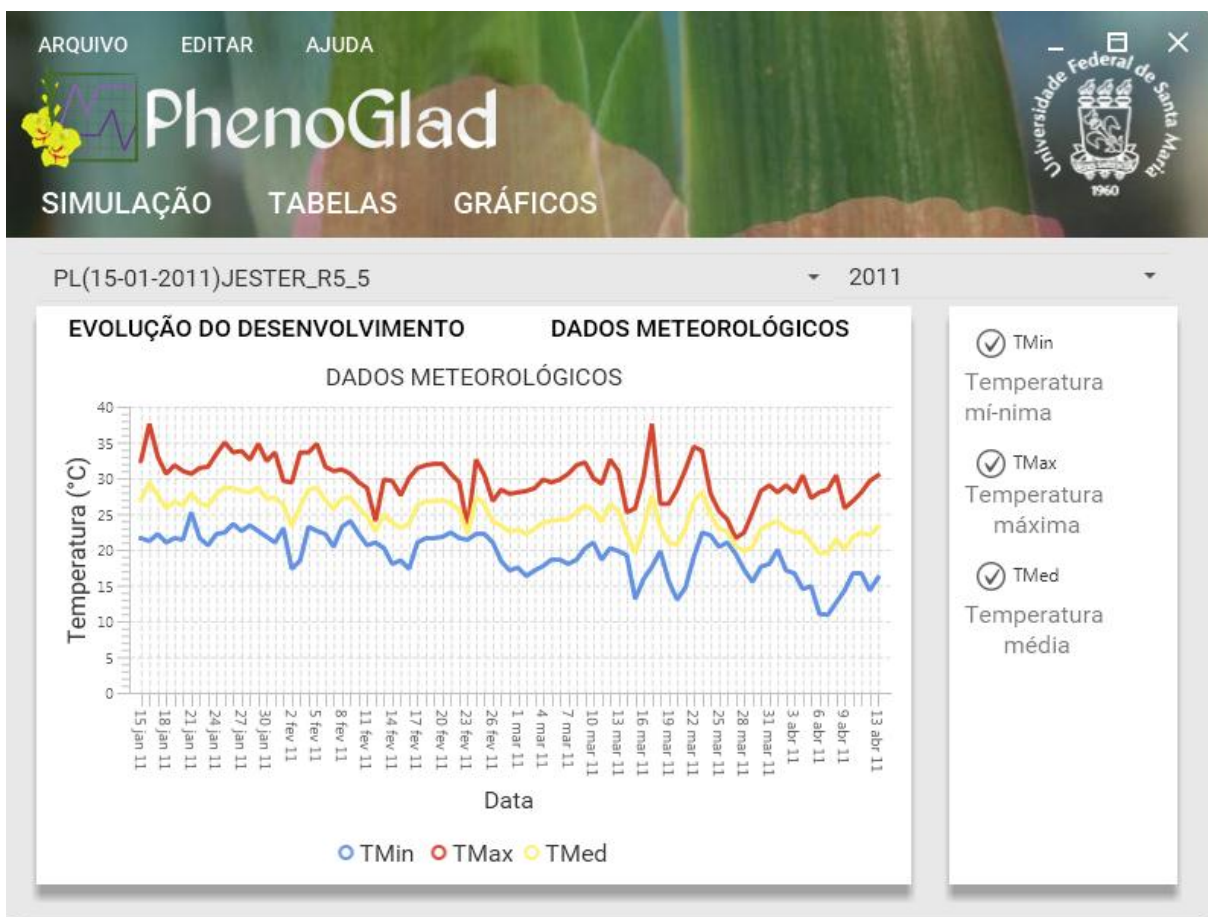 ARQUIVO EDITAR AJUDA
PhenoGlad
Universidade Federal de Santa Maria
1960
SIMULAÇÃO TABELAS GRÁFICOS
PL(15-01-2011)JESTER_R5_5 2011
EVOLUÇÃO DO DESENVOLVIMENTO DADOS METEOROLÓGICOS
DADOS METEOROLÓGICOS
Temperatura (°C)
40
35
30
25
20
15
10
5
0
15 jan 11
18 jan 11
21 jan 11
24 jan 11
27 jan 11
30 jan 11
2 fev 11
5 fev 11
8 fev 11
11 fev 11
14 fev 11
17 fev 11
20 fev 11
23 fev 11
26 fev 11
1 mar 11
4 mar 11
7 mar 11
10 mar 11
13 mar 11
16 mar 11
19 mar 11
22 mar 11
25 mar 11
28 mar 11
31 mar 11
3 abr 11
6 abr 11
9 abr 11
13 abr 11
Data
TMin TMax TMed
TMin
Temperatura
mí-nima
TMax
Temperatura
máxima
TMed
Temperatura
média